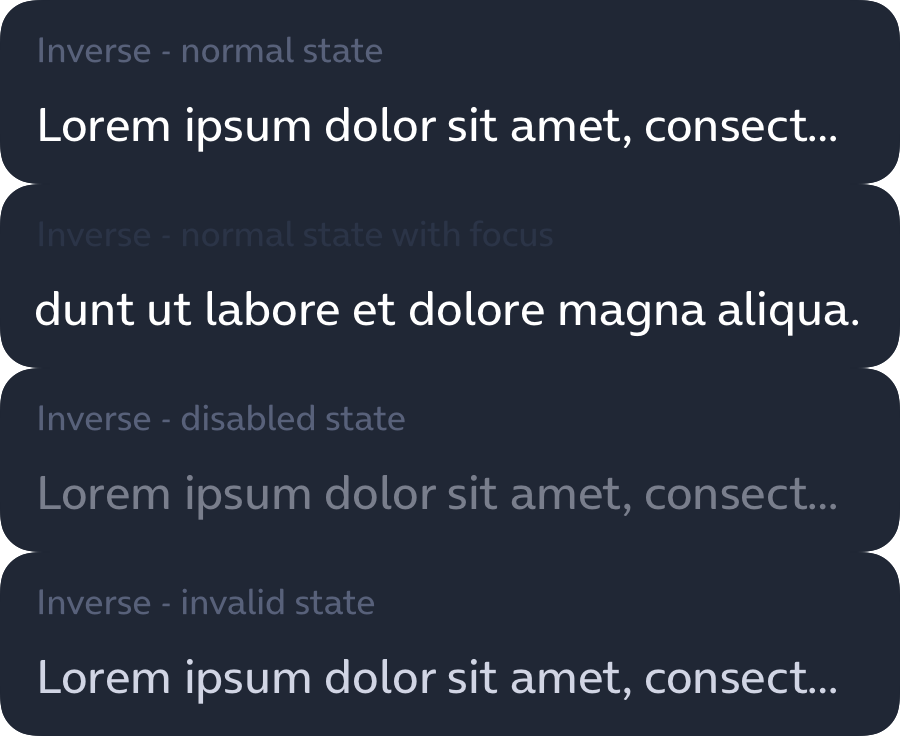 Inverse - normal state
Lorem ipsum dolor sit amet, consect...
Inverse - normal state with focus
dunt ut labore et dolore magna aliqua.
Inverse - disabled state
Lorem ipsum dolor sit amet, consect...
Inverse - invalid state
Lorem ipsum dolor sit amet, consect...